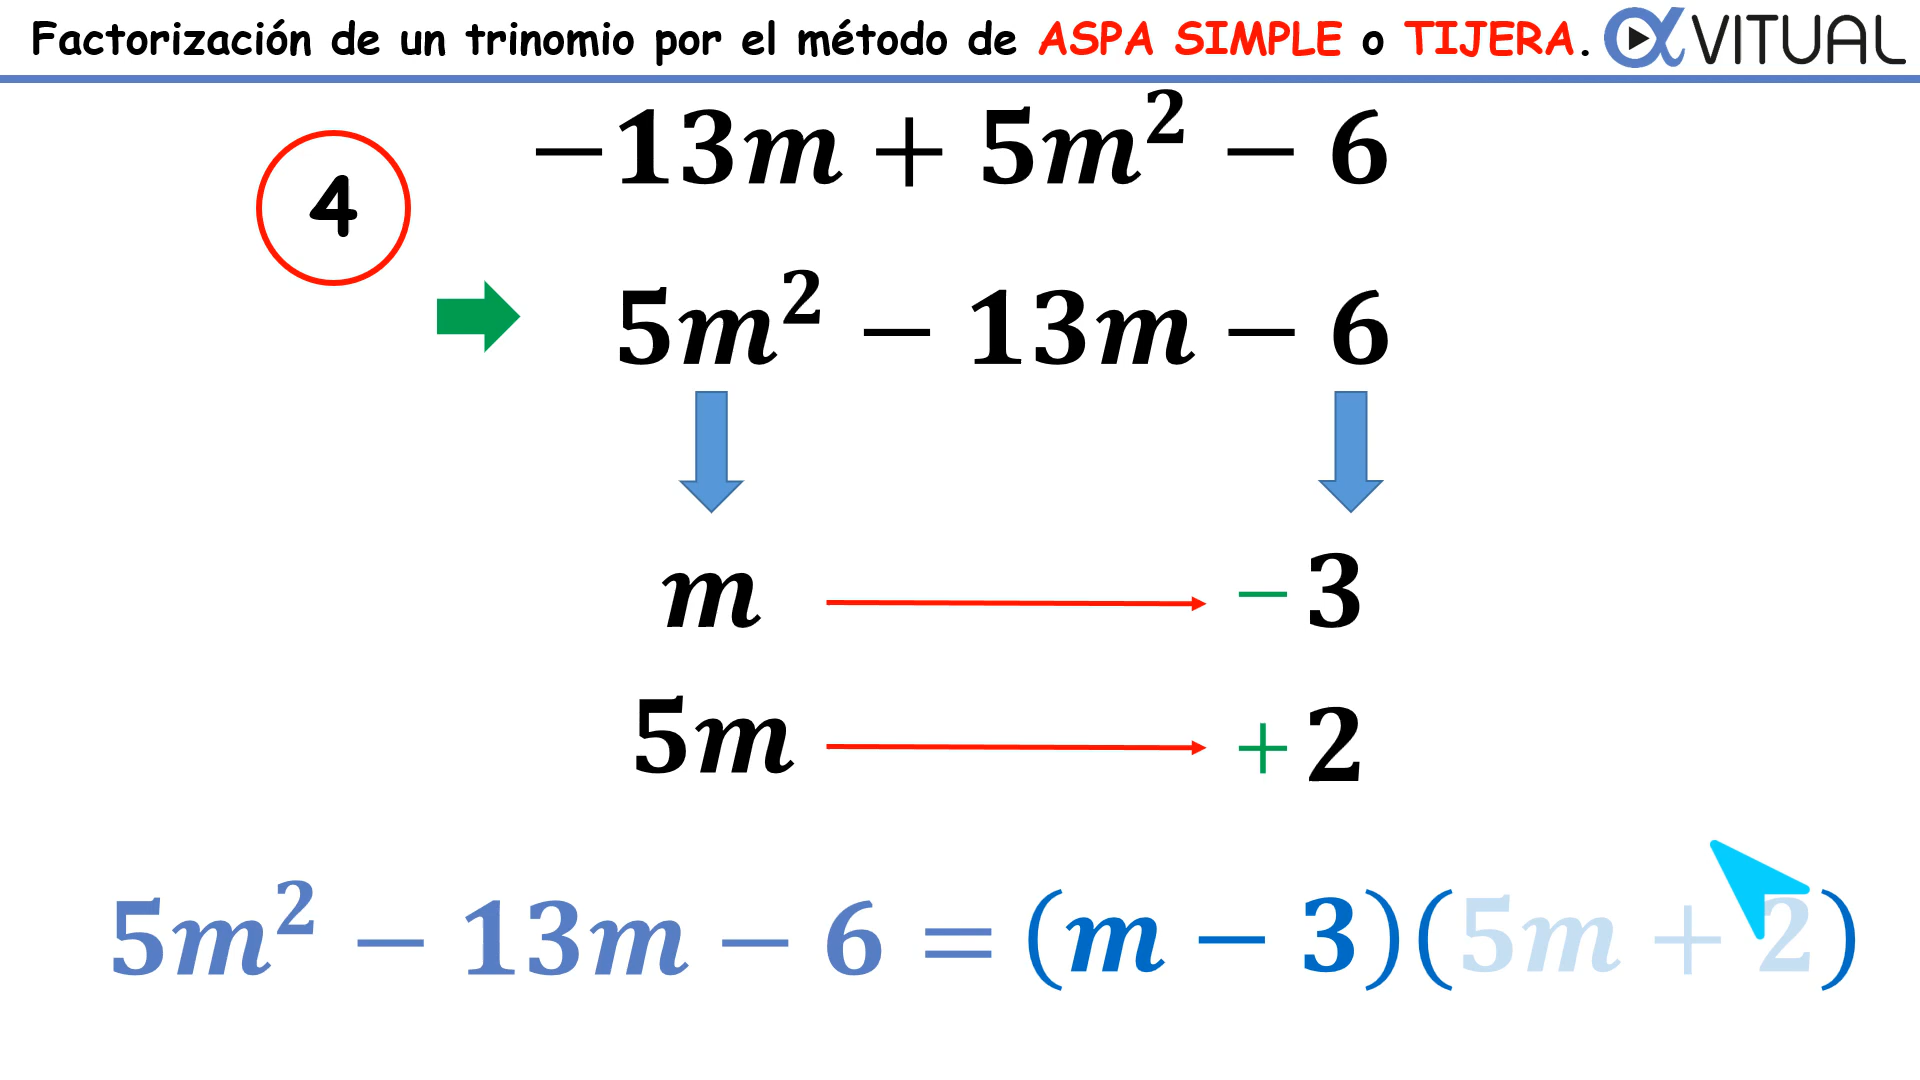 Factorización de un trinomio por el método de ASPA SIMPLE o TIJERA. αVITUAL
−13m + 5m² − 6
4
5m² − 13m − 6
m − 3
5m + 2
5m² − 13m − 6 = (m − 3)(5m + 2)